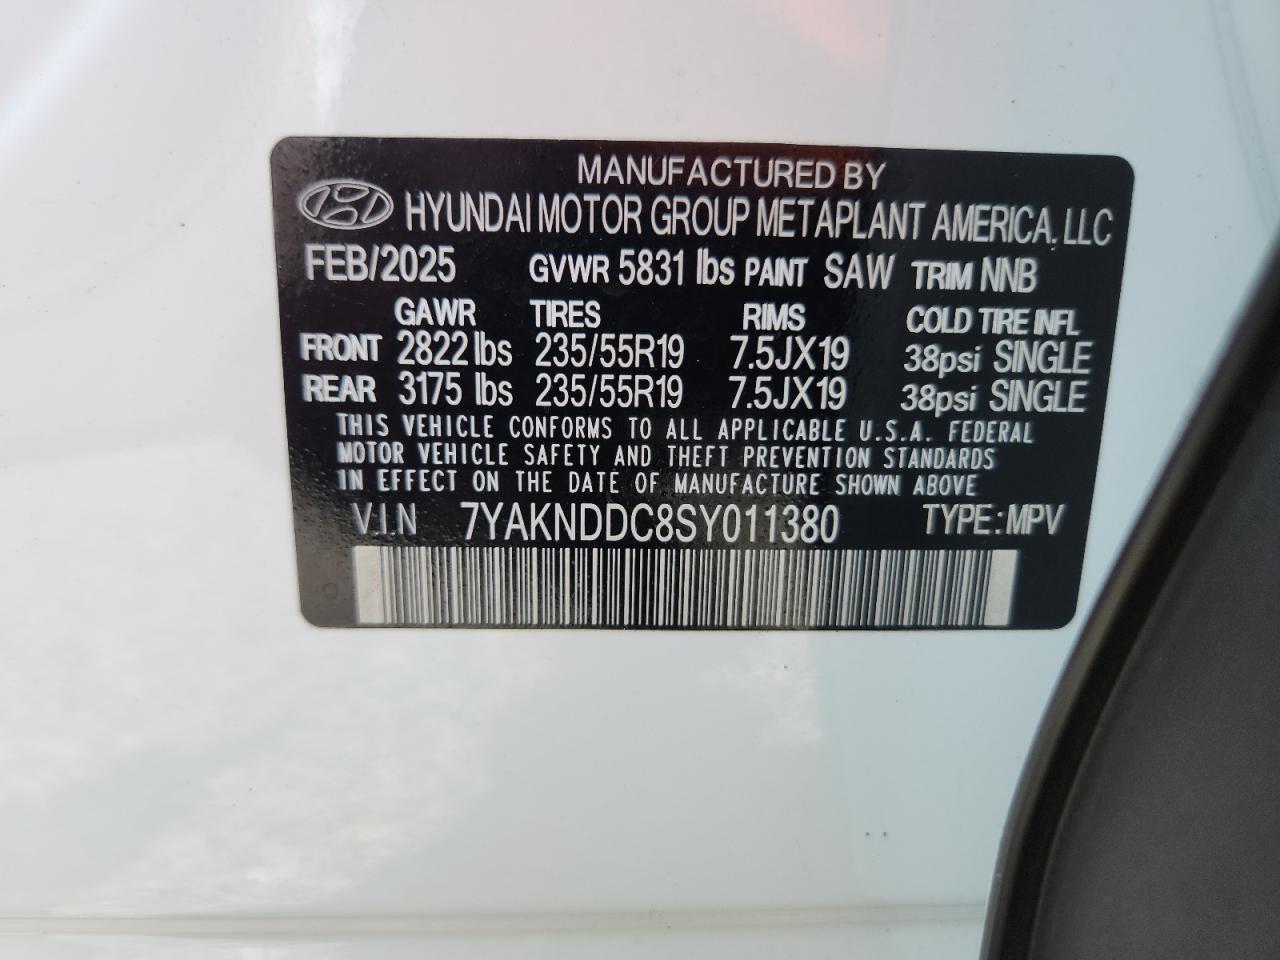 MANUFACTURED BY
HYUNDAI MOTOR GROUP METAPLANT AMERICA, LLC
FEB/2025 GVWR 5831 lbs PAINT SAW TRIM NNB
GAWR TIRES RIMS COLD TIRE INFL
FRONT 2822 lbs 235/55R19 7.5JX19 38psi SINGLE
REAR 3175 lbs 235/55R19 7.5JX19 38psi SINGLE
THIS VEHICLE CONFORMS TO ALL APPLICABLE U.S.A. FEDERAL
MOTOR VEHICLE SAFETY AND THEFT PREVENTION STANDARDS
IN EFFECT ON THE DATE OF MANUFACTURE SHOWN ABOVE
V.I.N 7YAKNDDC8SY011380 TYPE:MPV